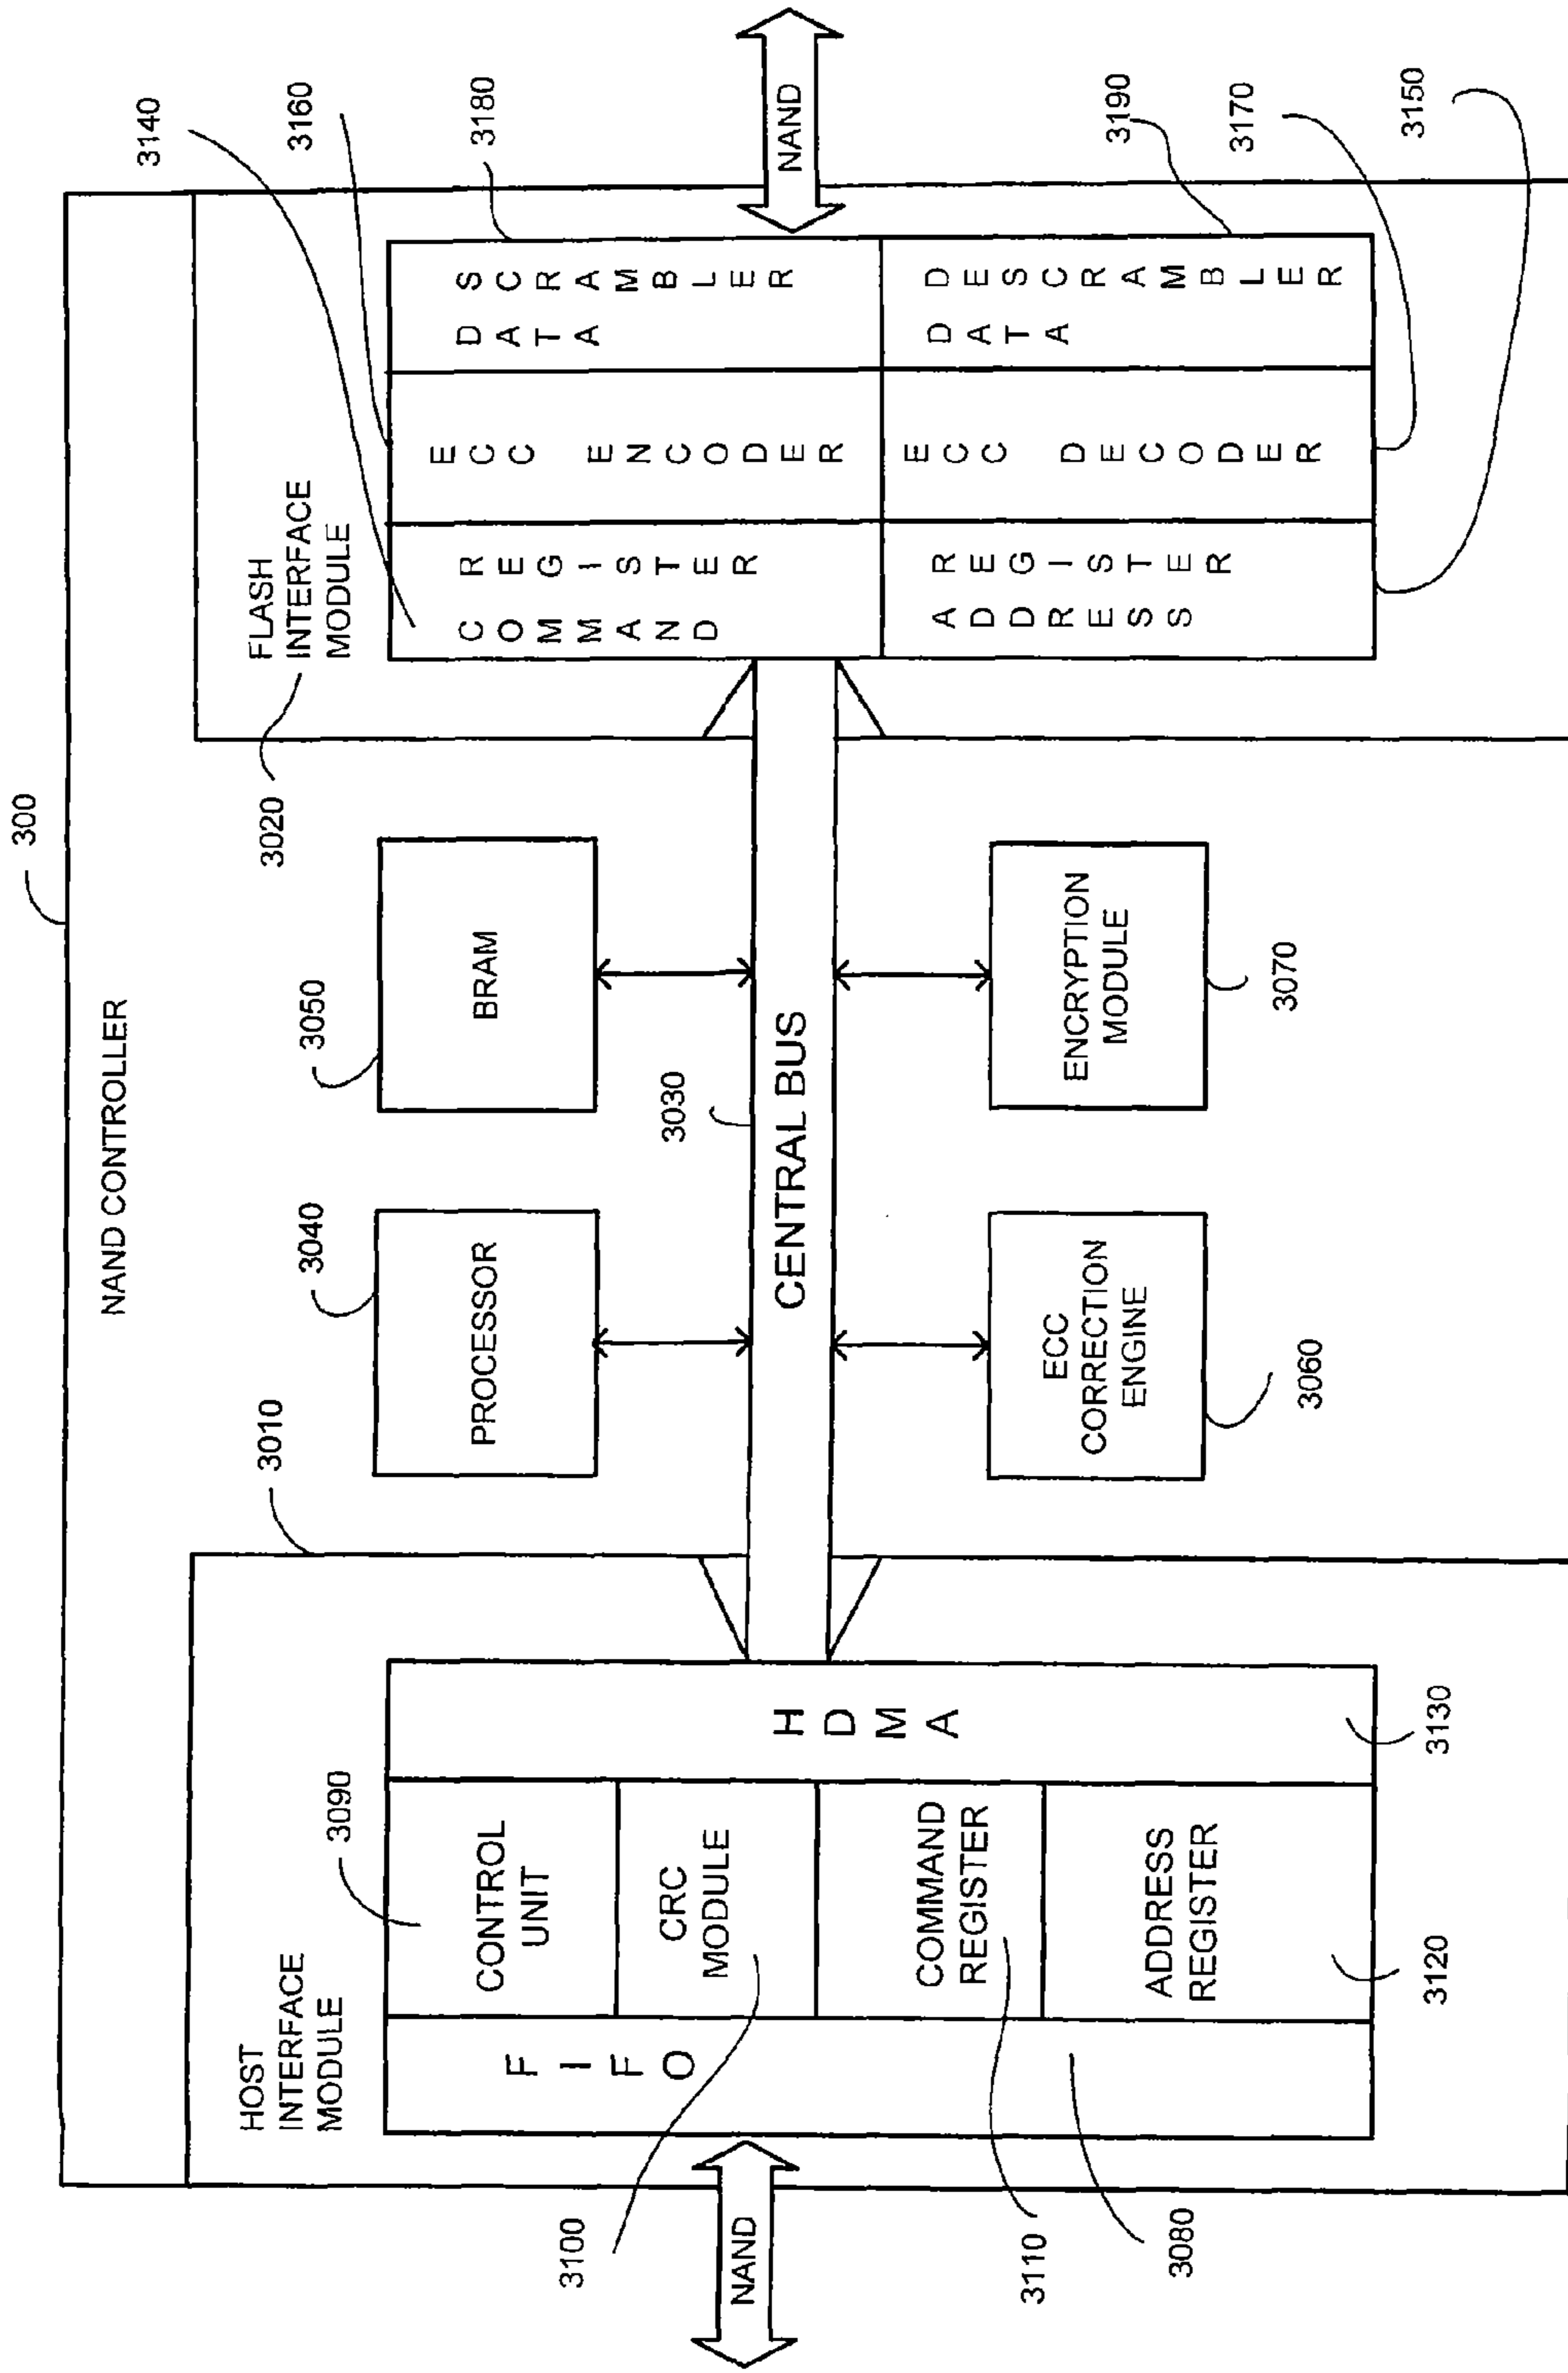 300
NAND CONTROLLER
HOST
INTERFACE
MODULE
3010
FIFO
3080
CONTROL
UNIT
3090
CRC
MODULE
3100
COMMAND
REGISTER
3110
ADDRESS
REGISTER
3120
HDMA
3130
NAND
PROCESSOR
3040
BRAM
3050
CENTRAL BUS
3030
ECC
CORRECTION
ENGINE
3060
ENCRYPTION
MODULE
3070
FLASH
INTERFACE
MODULE
3020
COMMAND
REGISTER
3140
ECC ENCODER
3160
DATA
SCRAMBLER
3180
ADDRESS
REGISTER
3150
ECC DECODER
3170
DATA
DESCRAMBLER
3190
NAND